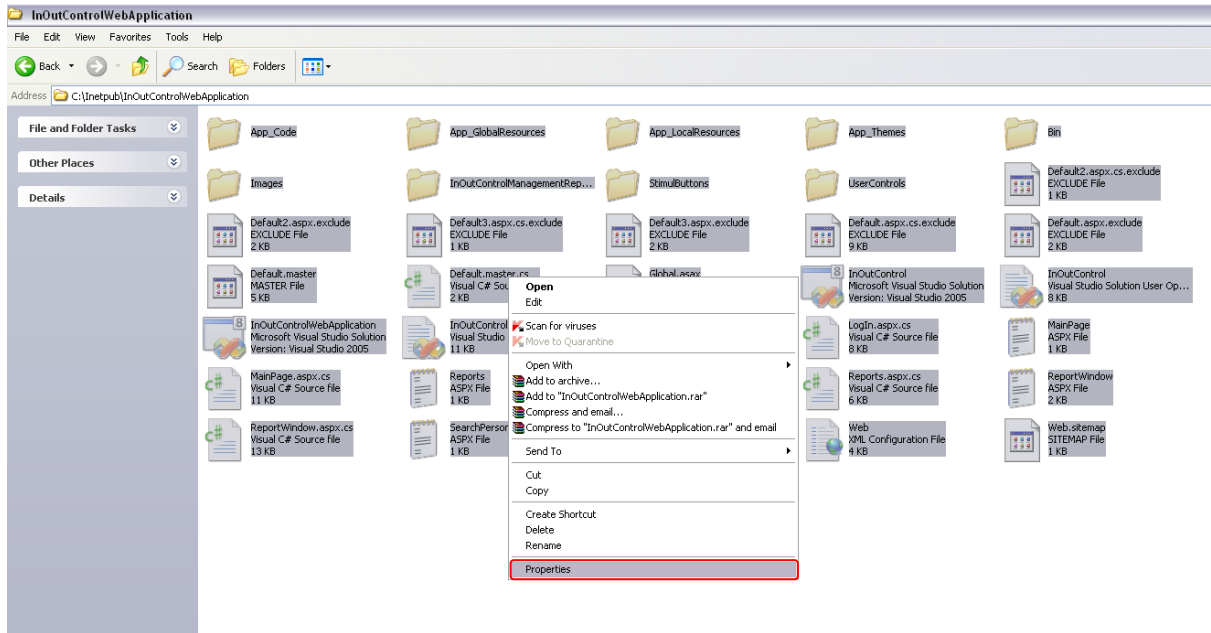 InOutControlWebApplication
File Edit View Favorites Tools Help
Back Search Folders
Address C:\Inetpub\InOutControlWebApplication
File and Folder Tasks
Other Places
Details
App_Code
App_GlobalResources
App_LocalResources
App_Themes
Bin
Images
InOutControlManagementRep...
StimulButtons
UserControls
Default2.aspx.cs.exclude
EXCLUDE File
1 KB
Default2.aspx.exclude
EXCLUDE File
2 KB
Default3.aspx.cs.exclude
EXCLUDE File
1 KB
Default3.aspx.exclude
EXCLUDE File
2 KB
Default.aspx.cs.exclude
EXCLUDE File
9 KB
Default.aspx.exclude
EXCLUDE File
2 KB
Default.master
MASTER File
5 KB
Default.master.cs
Visual C# Sou
2 KB
Global.asax
InOutControl
Microsoft Visual Studio Solution
Version: Visual Studio 2005
InOutControl
Visual Studio Solution User Op...
8 KB
InOutControlWebApplication
Microsoft Visual Studio Solution
Version: Visual Studio 2005
InOutControl
Visual Studio
11 KB
LogIn.aspx.cs
Visual C# Source file
8 KB
MainPage
ASPX File
1 KB
MainPage.aspx.cs
Visual C# Source file
11 KB
Reports
ASPX File
1 KB
Reports.aspx.cs
Visual C# Source file
6 KB
ReportWindow
ASPX File
2 KB
ReportWindow.aspx.cs
Visual C# Source file
13 KB
SearchPerson
ASPX File
1 KB
Web
XML Configuration File
4 KB
Web.sitemap
SITEMAP File
1 KB
Open
Edit
Scan for viruses
Move to Quarantine
Open With
Add to archive...
Add to "InOutControlWebApplication.rar"
Compress and email...
Compress to "InOutControlWebApplication.rar" and email
Send To
Cut
Copy
Create Shortcut
Delete
Rename
Properties